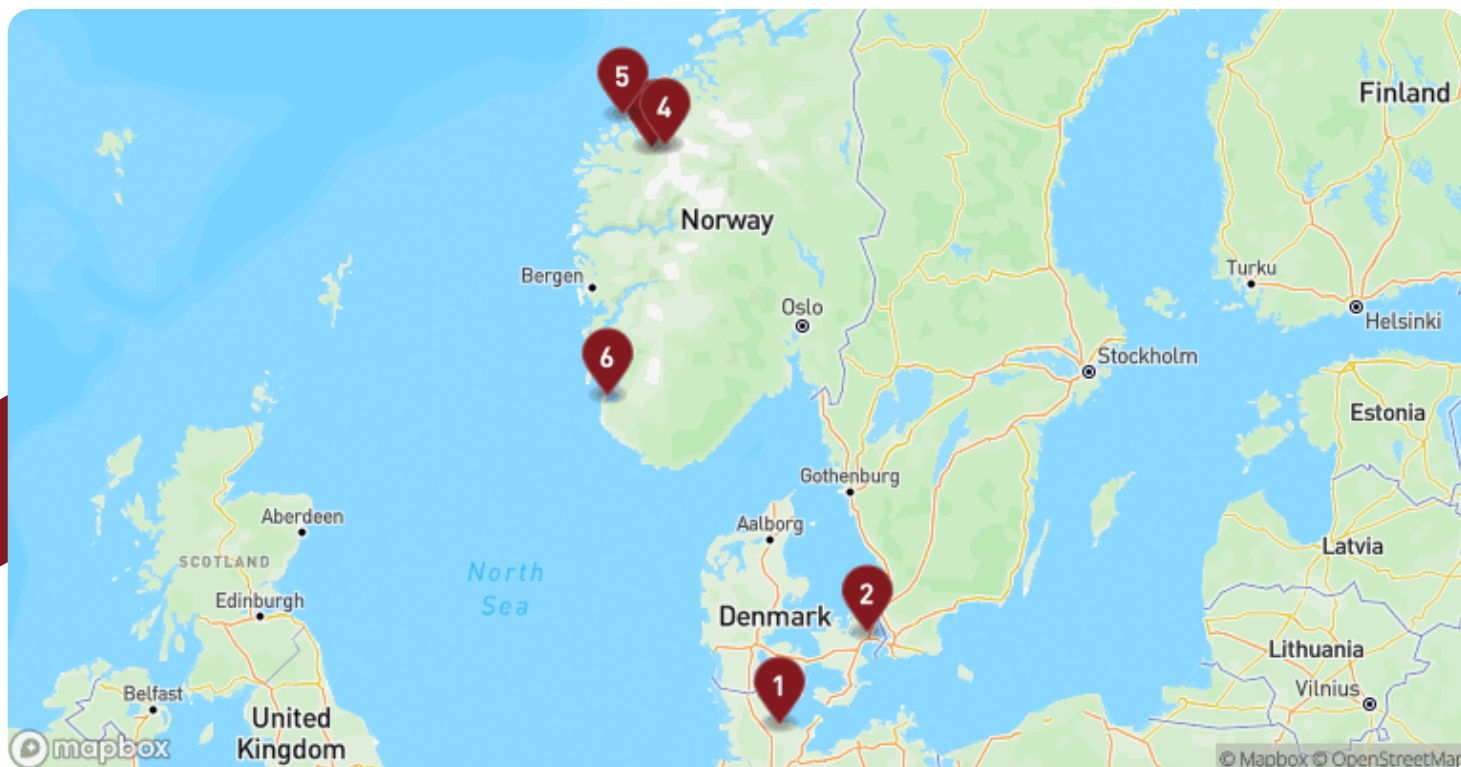 Finland
5
4
Norway
Turku
Bergen
Oslo
Helsinki
6
Stockholm
Estonia
Gothenburg
Aberdeen
Aalborg
SCOTLAND
Latvia
North
Sea
2
Edinburgh
Denmark
Lithuania
1
Belfast
Vilnius
United
Kingdom
mapbox
© Mapbox © OpenStreetMap